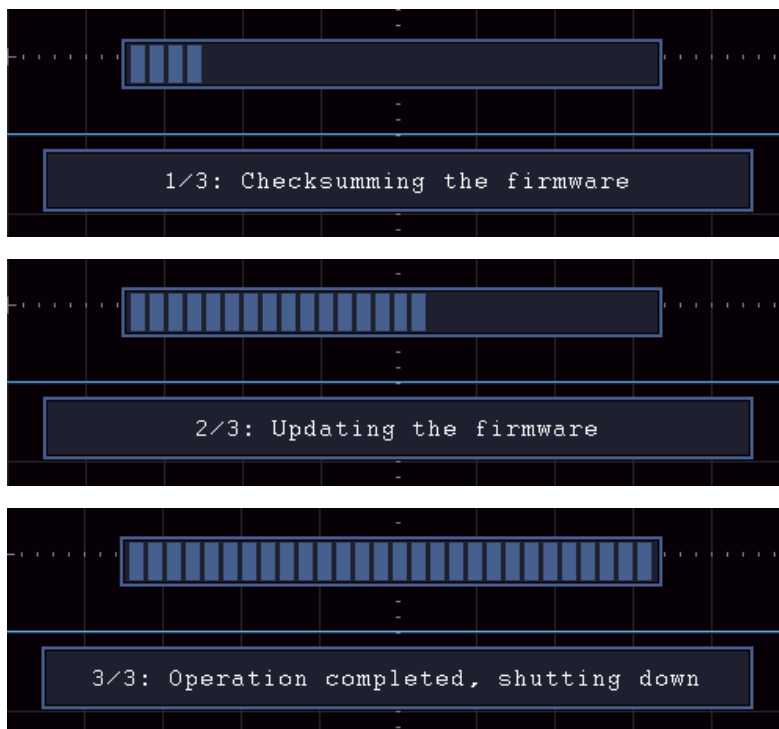 1/3: Checksumming the firmware
2/3: Updating the firmware
3/3: Operation completed, shutting down